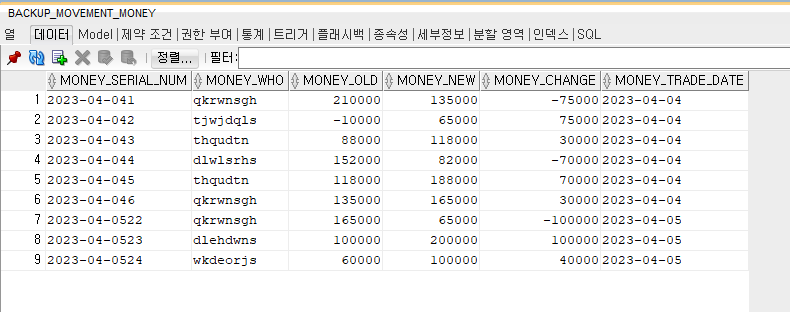 BACKUP_MOVEMENT_MONEY
열 데이터 Model 제약 조건 권한 부여 통계 트리거 플래시백 종속성 세부정보 분할 영역 인덱스 SQL
정렬... 필터:
MONEY_SERIAL_NUM MONEY_WHO MONEY_OLD MONEY_NEW MONEY_CHANGE MONEY_TRADE_DATE
1 2023-04-041 qkrwnsgh 210000 135000 -75000 2023-04-04
2 2023-04-042 tjwjdqls -10000 65000 75000 2023-04-04
3 2023-04-043 thqudtn 88000 118000 30000 2023-04-04
4 2023-04-044 dlwlsrhs 152000 82000 -70000 2023-04-04
5 2023-04-045 thqudtn 118000 188000 70000 2023-04-04
6 2023-04-046 qkrwnsgh 135000 165000 30000 2023-04-04
7 2023-04-0522 qkrwnsgh 165000 65000 -100000 2023-04-05
8 2023-04-0523 dlehdwns 100000 200000 100000 2023-04-05
9 2023-04-0524 wkdeorjs 60000 100000 40000 2023-04-05